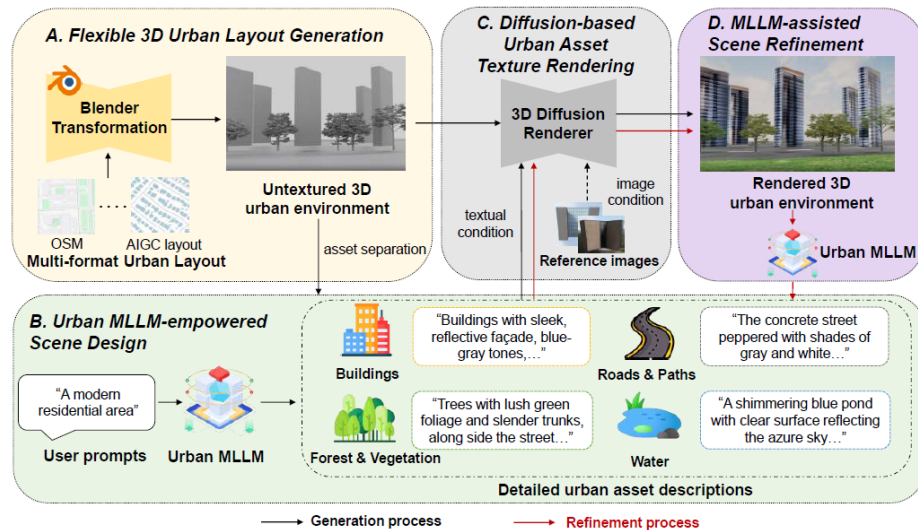 A. Flexible 3D Urban Layout Generation
Blender
Transformation
Untextured 3D
urban environment
OSM
AIGC layout
Multi-format Urban Layout
asset separation
C. Diffusion-based
Urban Asset
Texture Rendering
3D Diffusion
Renderer
textual
condition
image
condition
Reference images
D. MLLM-assisted
Scene Refinement
Rendered 3D
urban environment
Urban MLLM
B. Urban MLLM-empowered
Scene Design
“A modern
residential area”
User prompts
Urban MLLM
Buildings
“Buildings with sleek,
reflective façade, blue-
gray tones,…”
Roads & Paths
“The concrete street
peppered with shades of
gray and white…”
Forest & Vegetation
“Trees with lush green
foliage and slender trunks,
along side the street…”
Water
“A shimmering blue pond
with clear surface reflecting
the azure sky…”
Detailed urban asset descriptions
Generation process
Refinement process